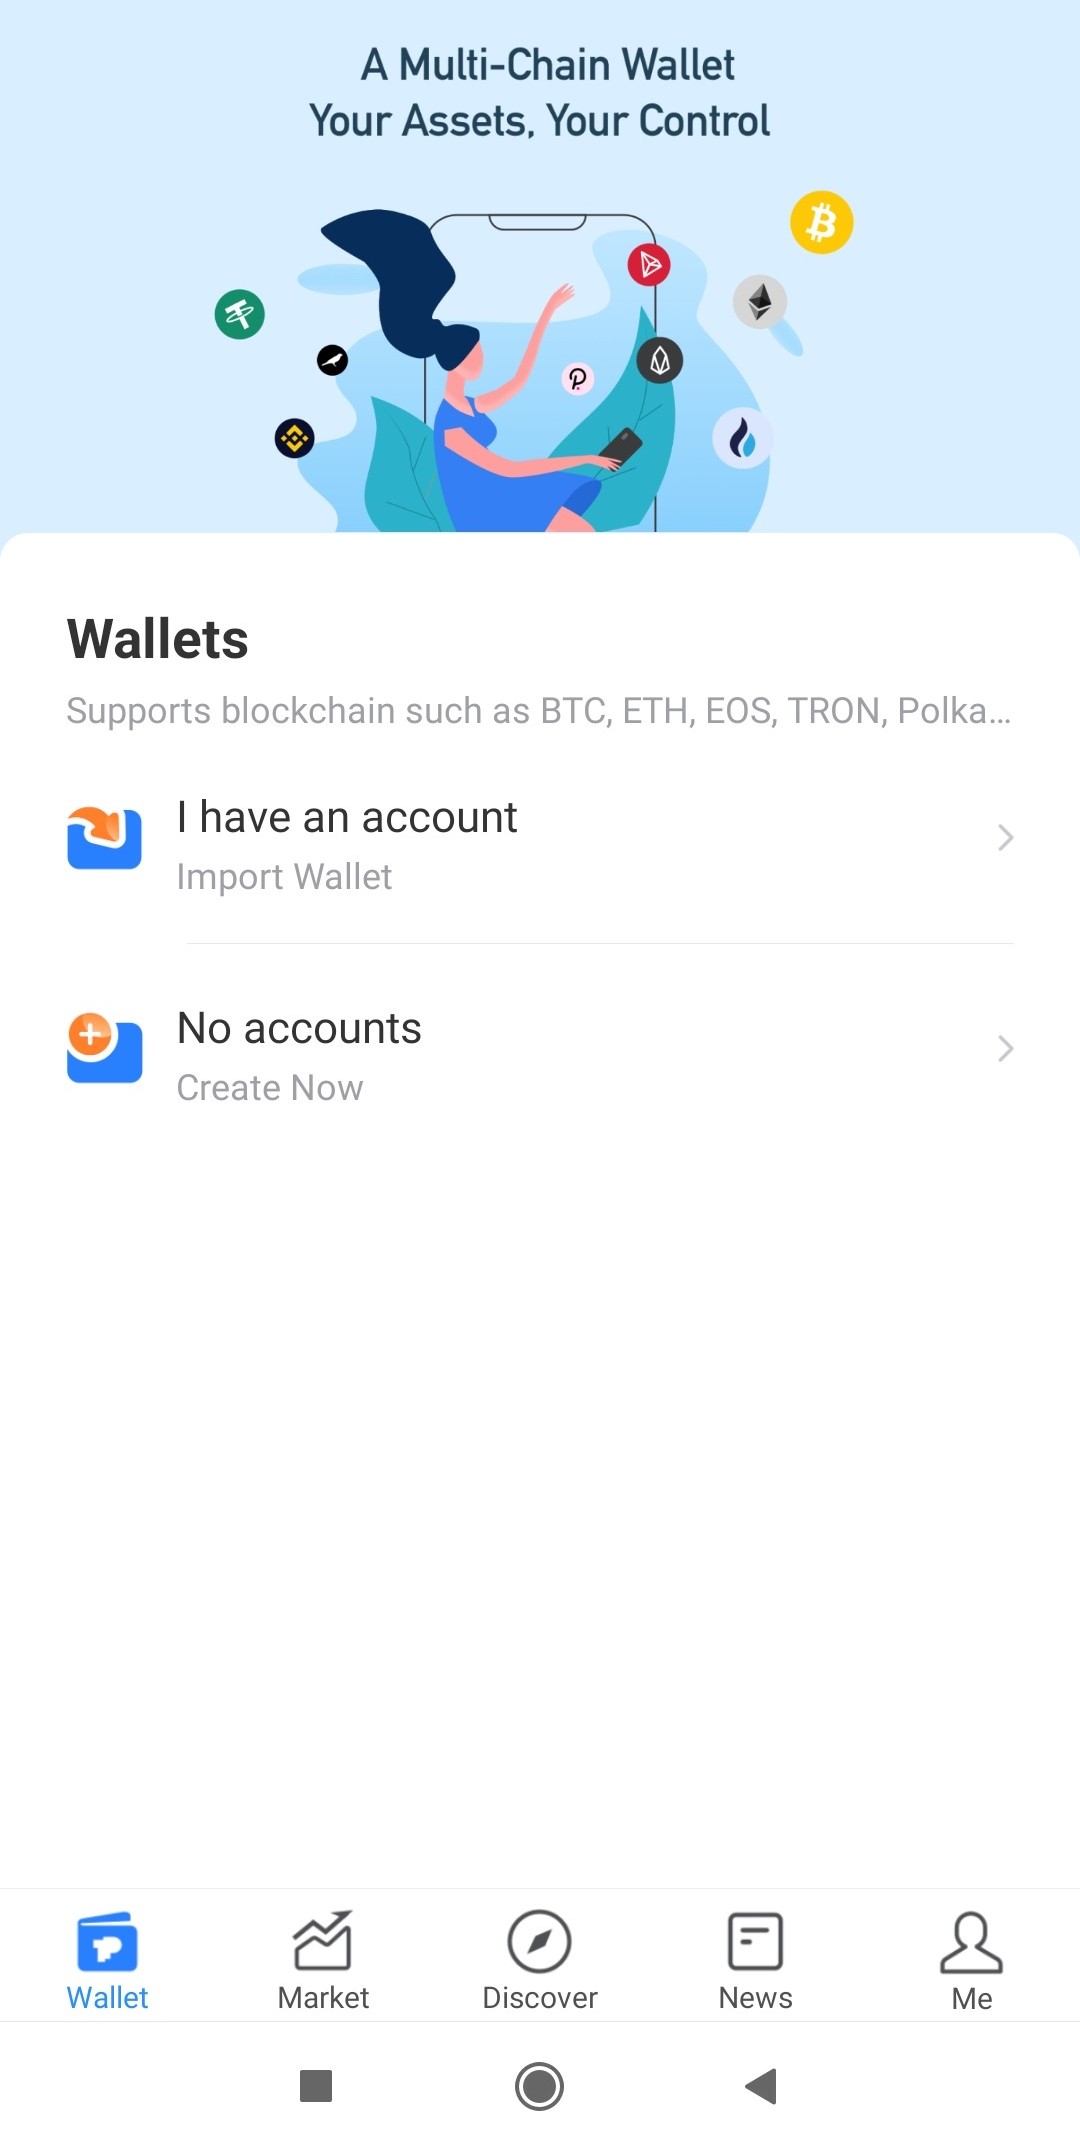 A Multi-Chain Wallet
Your Assets, Your Control
Wallets
Supports blockchain such as BTC, ETH, EOS, TRON, Polka...
I have an account
Import Wallet
No accounts
Create Now
Wallet
Market
Discover
News
Me